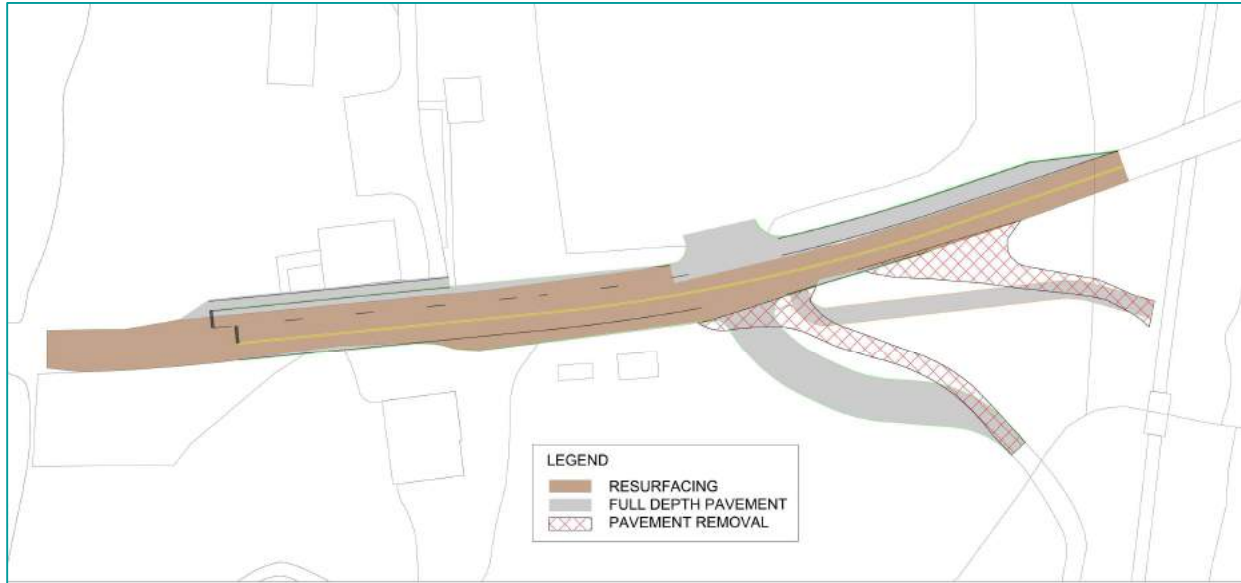 LEGEND
RESURFACING
FULL DEPTH PAVEMENT
PAVEMENT REMOVAL